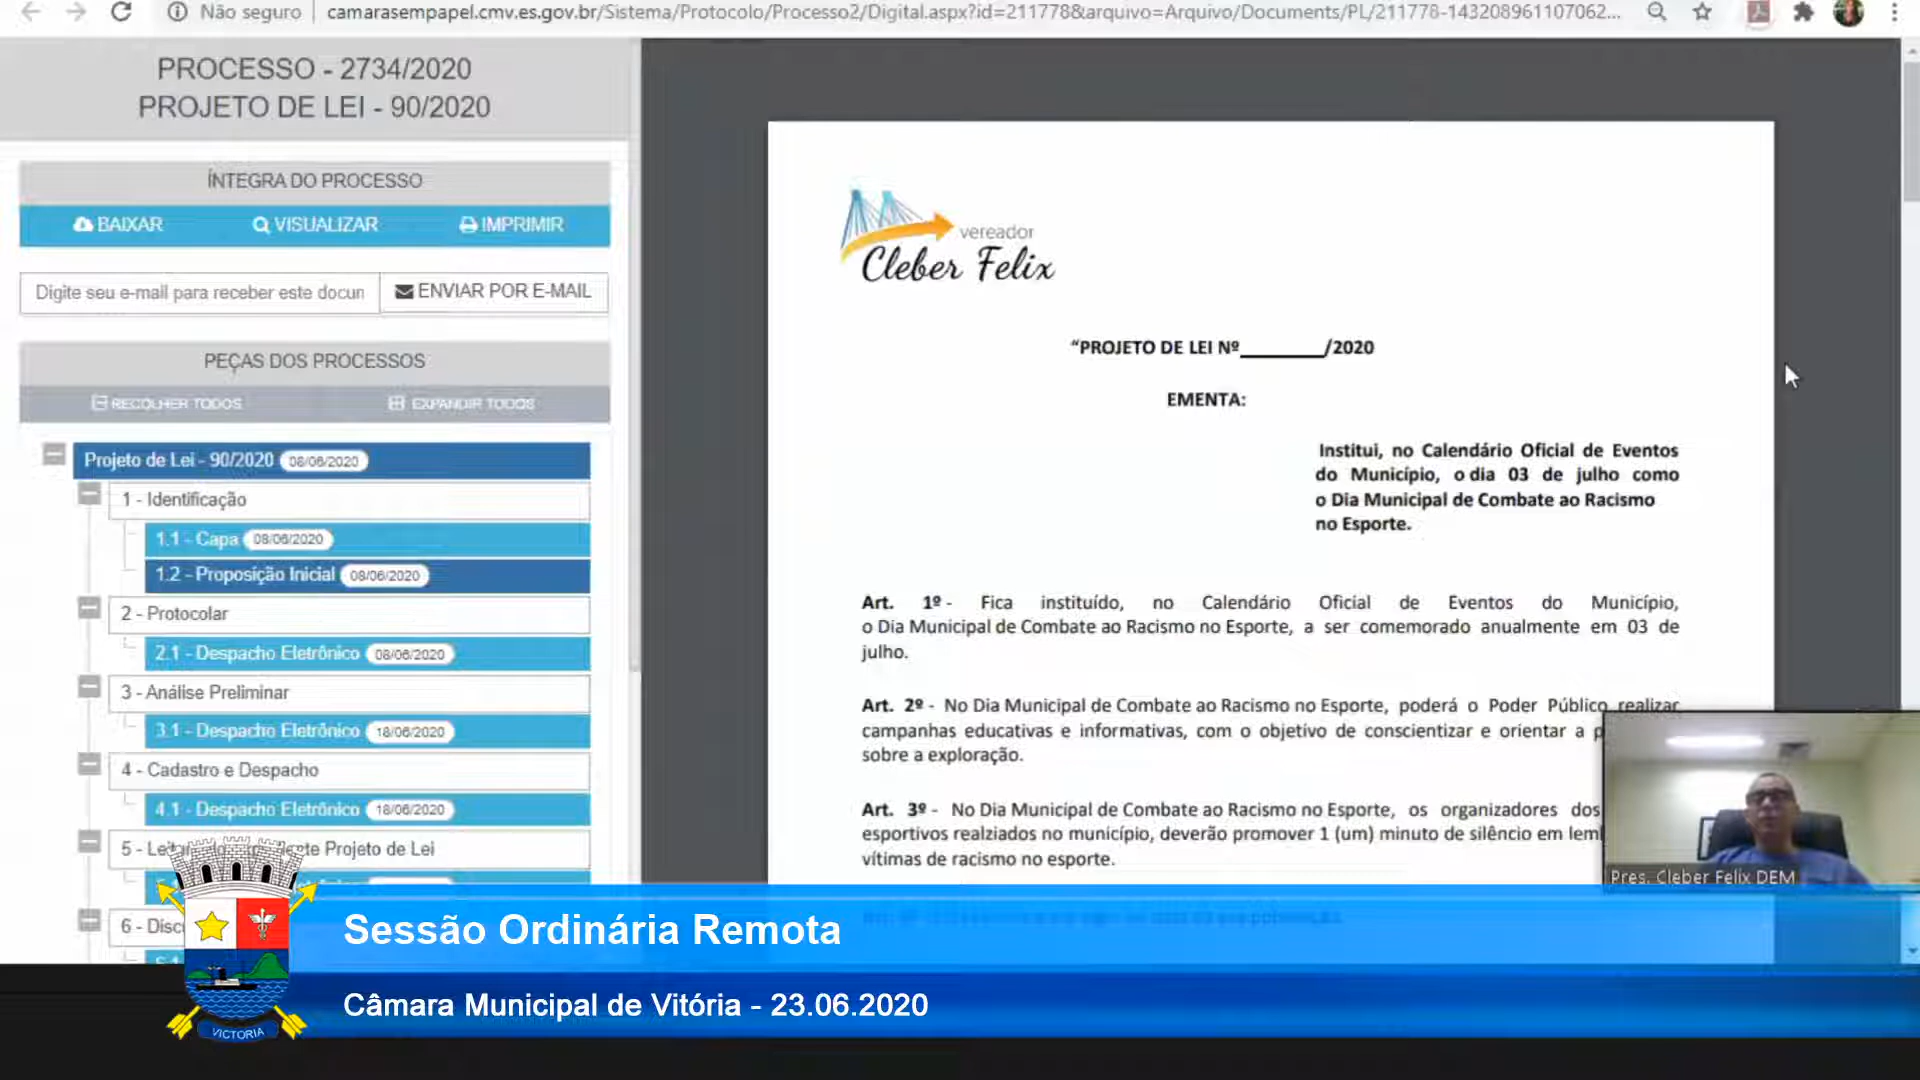 Não seguro
camarasempapel.cmv.es.gov.br/Sistema/Protocolo/Processo2/Digital.aspx?id=211778&arquivo=Arquivo/Documents/PL/211778-143208961107062...
PROCESSO - 2734/2020
PROJETO DE LEI - 90/2020
ÍNTEGRA DO PROCESSO
BAIXAR VISUALIZAR IMPRIMIR
Digite seu e-mail para receber este docun ENVIAR POR E-MAIL
PEÇAS DOS PROCESSOS
RECOLHER TODOS EXPANDIR TODOS
Projeto de Lei - 90/2020 08/06/2020
1 - Identificação
1.1 - Capa 08/06/2020
1.2 - Proposição Inicial 08/06/2020
2 - Protocolar
2.1 - Despacho Eletrônico 08/06/2020
3 - Análise Preliminar
3.1 - Despacho Eletrônico 18/06/2020
4 - Cadastro e Despacho
4.1 - Despacho Eletrônico 18/06/2020
5 - Le te Projeto de Lei
6 - Disc
vereador
Cleber Felix
“PROJETO DE LEI Nº_________/2020
EMENTA:
Institui, no Calendário Oficial de Eventos
do Município, o dia 03 de julho como
o Dia Municipal de Combate ao Racismo
no Esporte.
Art. 1º - Fica instituído, no Calendário Oficial de Eventos do Município,
o Dia Municipal de Combate ao Racismo no Esporte, a ser comemorado anualmente em 03 de
julho.
Art. 2º - No Dia Municipal de Combate ao Racismo no Esporte, poderá o Poder Público realizar
campanhas educativas e informativas, com o objetivo de conscientizar e orientar a p
sobre a exploração.
Art. 3º - No Dia Municipal de Combate ao Racismo no Esporte, os organizadores dos
esportivos realziados no município, deverão promover 1 (um) minuto de silêncio em lem
vítimas de racismo no esporte.
Pres. Cleber Felix DEM
Sessão Ordinária Remota
Câmara Municipal de Vitória - 23.06.2020
VICTORIA